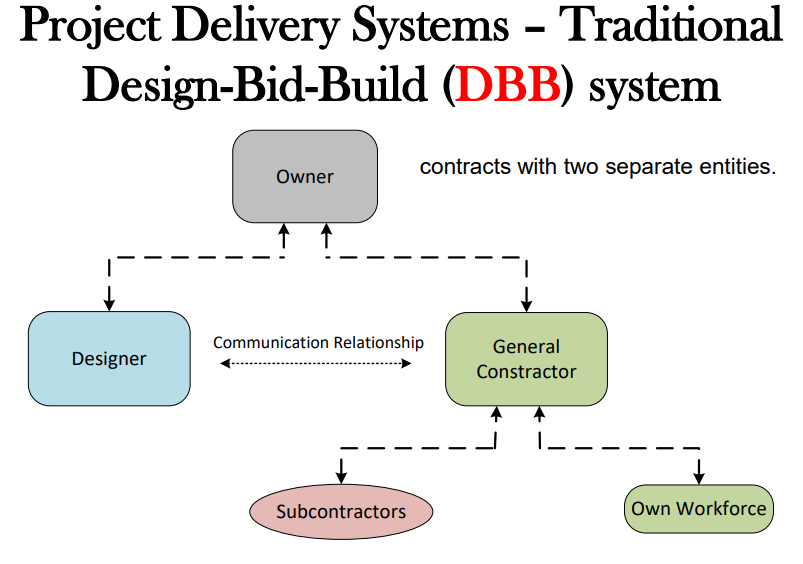 Project Delivery Systems – Traditional
Design-Bid-Build (DBB) system
Owner
contracts with two separate entities.
Designer
Communication Relationship
General
Constractor
Subcontractors
Own Workforce